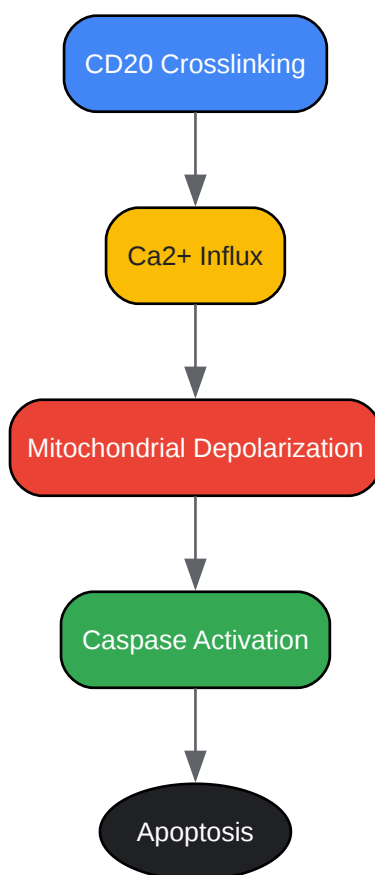 CD20 Crosslinking
Ca2+ Influx
Mitochondrial Depolarization
Caspase Activation
Apoptosis